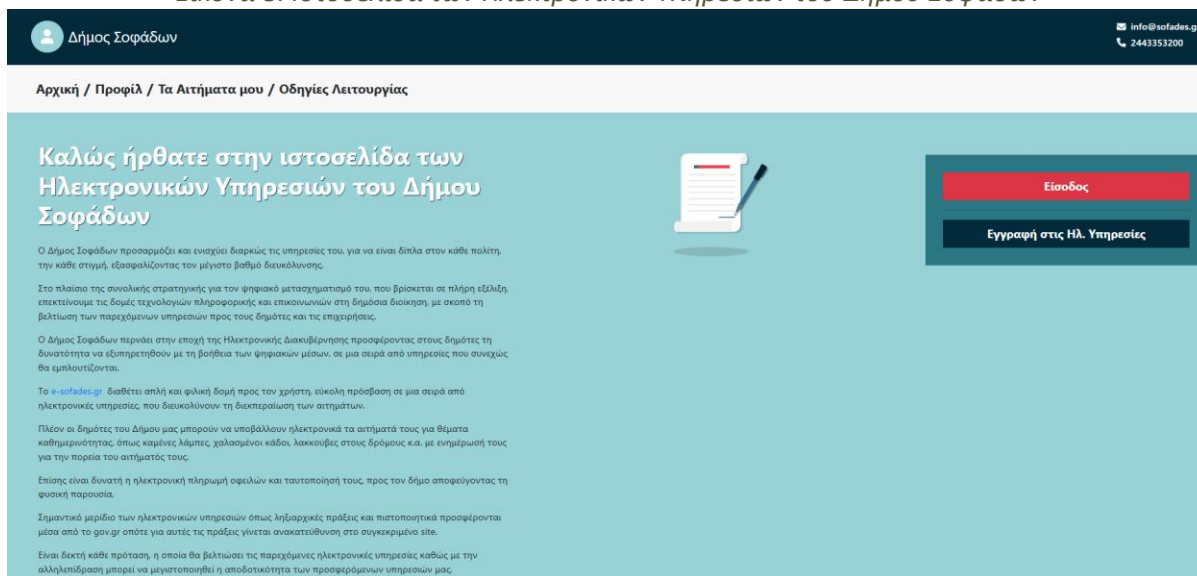 Εικόνα 8: Ιστοσελίδα των Ηλεκτρονικών Υπηρεσιών του Δήμου Σοφάδων
Δήμος Σοφάδων
info@sofades.g
2443353200
Αρχική / Προφίλ / Τα Αιτήματα μου / Οδηγίες Λειτουργίας
Καλώς ήρθατε στην ιστοσελίδα των
Ηλεκτρονικών Υπηρεσιών του Δήμου
Σοφάδων
Ο Δήμος Σοφάδων προσαρμόζει και ενισχύει διαρκώς τις υπηρεσίες του, για να είναι δίπλα στον κάθε πολίτη,
την κάθε στιγμή, εξασφαλίζοντας τον μέγιστο βαθμό διευκόλυνσης.
Στο πλαίσιο της συνολικής στρατηγικής για τον ψηφιακό μετασχηματισμό του, που βρίσκεται σε πλήρη εξέλιξη,
επεκτείνουμε τις δομές τεχνολογιών πληροφορικής και επικοινωνιών στη δημόσια διοίκηση, με σκοπό τη
βελτίωση των παρεχόμενων υπηρεσιών προς τους δημότες και τις επιχειρήσεις.
Ο Δήμος Σοφάδων περνάει στην εποχή της Ηλεκτρονικής Διακυβέρνησης προσφέροντας στους δημότες τη
δυνατότητα να εξυπηρετηθούν με τη βοήθεια των ψηφιακών μέσων, σε μια σειρά από υπηρεσίες που συνεχώς
θα εμπλουτίζονται.
Το e-sofades.gr διαθέτει απλή και φιλική δομή προς τον χρήστη, εύκολη πρόσβαση σε μια σειρά από
ηλεκτρονικές υπηρεσίες, που διευκολύνουν τη διεκπεραίωση των αιτημάτων.
Πλέον οι δημότες του Δήμου μας μπορούν να υποβάλλουν ηλεκτρονικά τα αιτήματά τους για θέματα
καθημερινότητας, όπως καμένες λάμπες, χαλασμένοι κάδοι, λακκούβες στους δρόμους κ.α. με ενημέρωσή τους
για την πορεία του αιτήματός τους.
Επίσης είναι δυνατή η ηλεκτρονική πληρωμή οφειλών και ταυτοποίησή τους, προς τον δήμο αποφεύγοντας τη
φυσική παρουσία.
Σημαντικό μερίδιο των ηλεκτρονικών υπηρεσιών όπως ληξιαρχικές πράξεις και πιστοποιητικά προσφέρονται
μέσα από το gov.gr οπότε για αυτές τις πράξεις γίνεται ανακατεύθυνση στο συγκεκριμένο site.
Είναι δεκτή κάθε πρόταση, η οποία θα βελτιώσει τις παρεχόμενες ηλεκτρονικές υπηρεσίες καθώς με την
αλληλεπίδραση μπορεί να μεγιστοποιηθεί η αποδοτικότητα των προσφερόμενων υπηρεσιών μας.
Είσοδος
Εγγραφή στις Ηλ. Υπηρεσίες